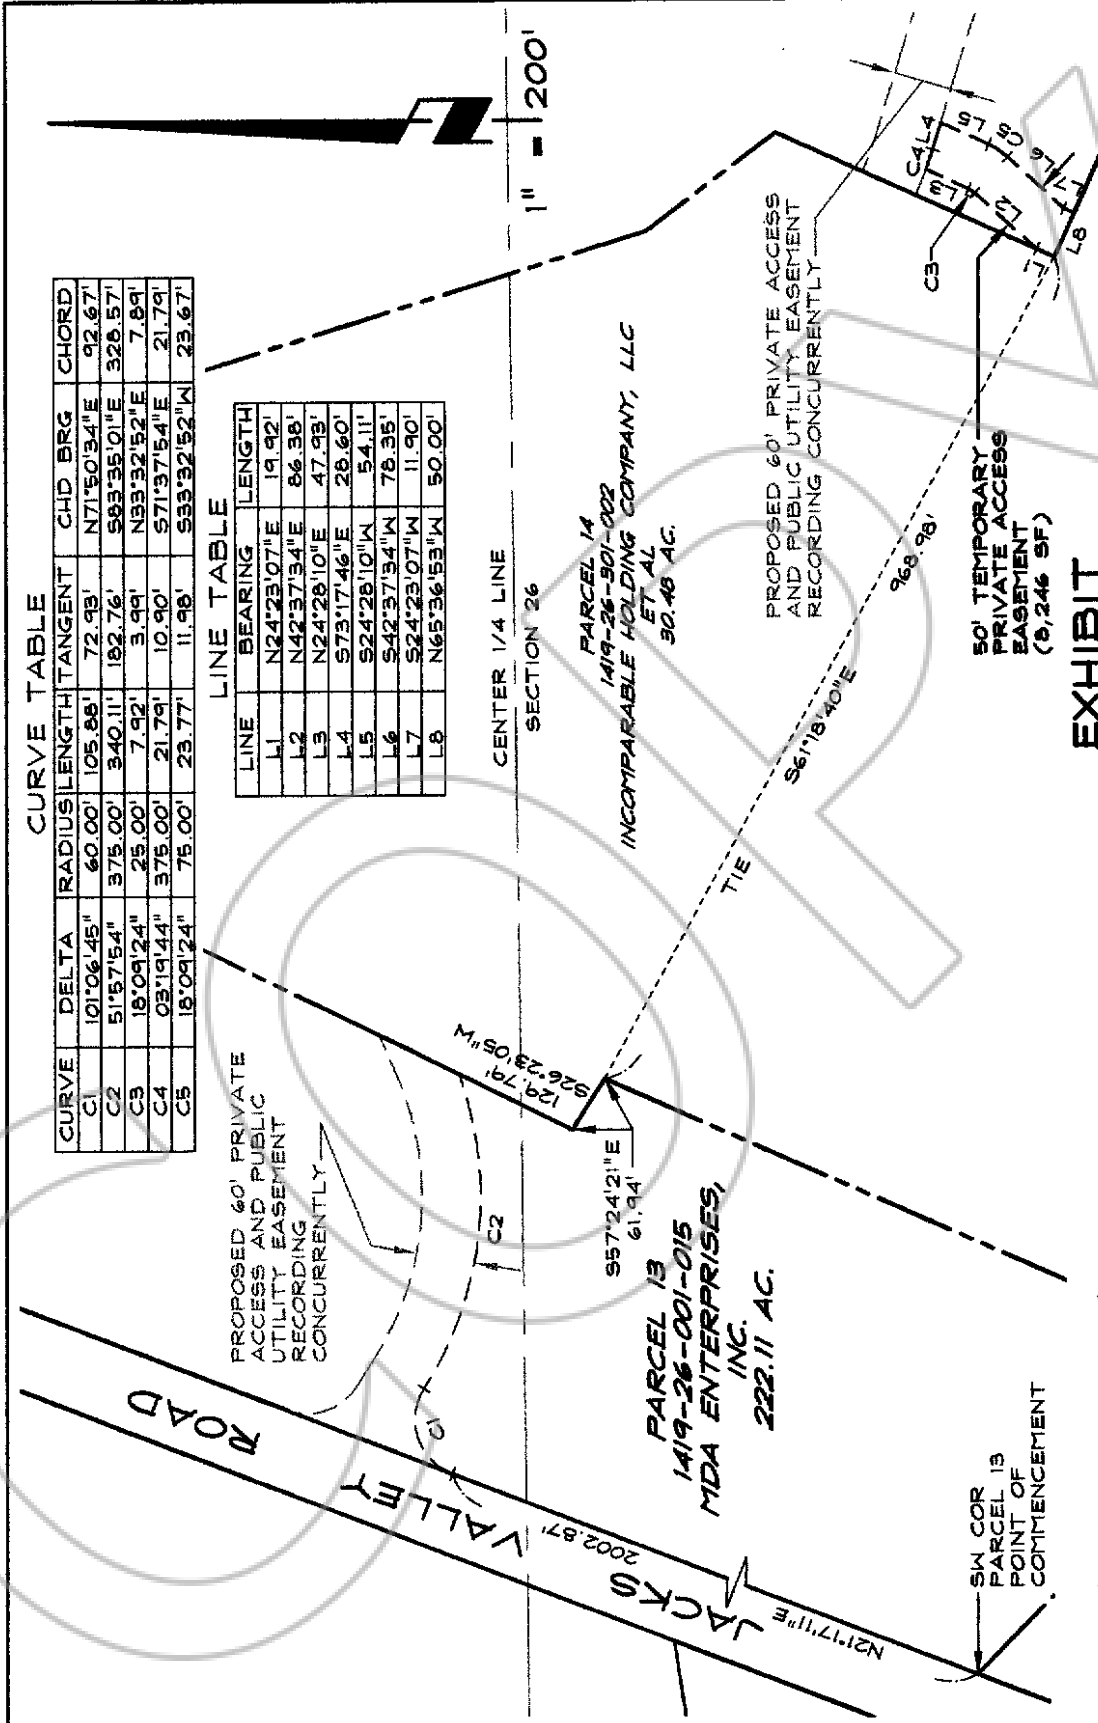 CURVE TABLE
CURVE DELTA RADIUS LENGTH TANGENT CHD BRG CHORD
C1 101°06'45" 60.00' 105.88' 72.93' N71°50'34"E 92.67'
C2 51°57'54" 375.00' 340.11' 182.76' S83°35'01"E 328.57'
C3 18°09'24" 25.00' 7.92' 3.99' N33°32'52"E 7.89'
C4 03°19'44" 375.00' 21.79' 10.90' S71°37'54"E 21.79'
C5 18°09'24" 75.00' 23.77' 11.98' S33°32'52"W 23.67'
LINE TABLE
LINE BEARING LENGTH
L1 N24°23'07"E 19.92'
L2 N42°37'34"E 86.38'
L3 N24°28'10"E 47.93'
L4 S73°17'46"E 28.60'
L5 S24°28'10"W 54.11'
L6 S42°37'34"W 78.35'
L7 S24°23'07"W 11.90'
L8 N65°36'53"W 50.00'
1" = 200'
PROPOSED 60' PRIVATE
ACCESS AND PUBLIC
UTILITY EASEMENT
RECORDING
CONCURRENTLY
CENTER 1/4 LINE
SECTION 26
C1
C2
129.79'
S26°23'05"W
S57°24'21"E
61.94'
JACKS VALLEY ROAD
2002.87'
N21°17'11"E
PARCEL 13
1419-26-001-015
MDA ENTERPRISES,
INC.
222.11 AC.
PARCEL 14
1419-26-301-002
INCOMPARABLE HOLDING COMPANY, LLC
ET AL
30.48 AC.
TIE
S61°18'40"E
968.98'
PROPOSED 60' PRIVATE ACCESS
AND PUBLIC UTILITY EASEMENT
RECORDING CONCURRENTLY
C4
L4
L5
C5
L3
C3
L2
L6
L7
L1
L8
50' TEMPORARY
PRIVATE ACCESS
EASEMENT
(8,246 SF)
SW COR
PARCEL 13
POINT OF
COMMENCEMENT
EXHIBIT
COPY